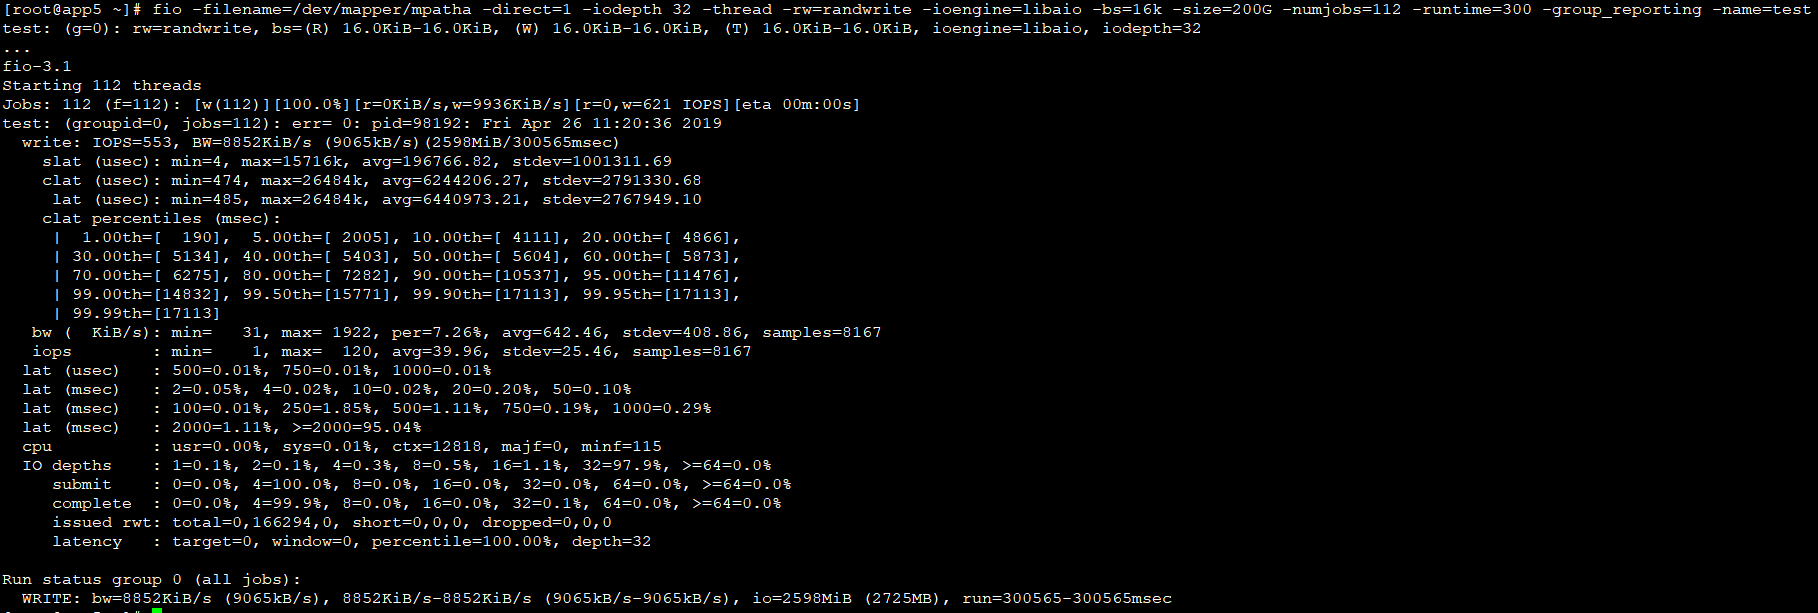 [root@app5 ~]# fio -filename=/dev/mapper/mpatha -direct=1 -iodepth 32 -thread -rw=randwrite -ioengine=libaio -bs=16k -size=200G -numjobs=112 -runtime=300 -group_reporting -name=test
test: (g=0): rw=randwrite, bs=(R) 16.0KiB-16.0KiB, (W) 16.0KiB-16.0KiB, (T) 16.0KiB-16.0KiB, ioengine=libaio, iodepth=32
...
fio-3.1
Starting 112 threads
Jobs: 112 (f=112): [w(112)][100.0%][r=0KiB/s,w=9936KiB/s][r=0,w=621 IOPS][eta 00m:00s]
test: (groupid=0, jobs=112): err= 0: pid=98192: Fri Apr 26 11:20:36 2019
  write: IOPS=553, BW=8852KiB/s (9065kB/s)(2598MiB/300565msec)
    slat (usec): min=4, max=15716k, avg=196766.82, stdev=1001311.69
    clat (usec): min=474, max=26484k, avg=6244206.27, stdev=2791330.68
     lat (usec): min=485, max=26484k, avg=6440973.21, stdev=2767949.10
    clat percentiles (msec):
     |  1.00th=[  190],  5.00th=[ 2005], 10.00th=[ 4111], 20.00th=[ 4866],
     | 30.00th=[ 5134], 40.00th=[ 5403], 50.00th=[ 5604], 60.00th=[ 5873],
     | 70.00th=[ 6275], 80.00th=[ 7282], 90.00th=[10537], 95.00th=[11476],
     | 99.00th=[14832], 99.50th=[15771], 99.90th=[17113], 99.95th=[17113],
     | 99.99th=[17113]
   bw (  KiB/s): min=   31, max= 1922, per=7.26%, avg=642.46, stdev=408.86, samples=8167
   iops        : min=    1, max=  120, avg=39.96, stdev=25.46, samples=8167
  lat (usec)   : 500=0.01%, 750=0.01%, 1000=0.01%
  lat (msec)   : 2=0.05%, 4=0.02%, 10=0.02%, 20=0.20%, 50=0.10%
  lat (msec)   : 100=0.01%, 250=1.85%, 500=1.11%, 750=0.19%, 1000=0.29%
  lat (msec)   : 2000=1.11%, >=2000=95.04%
  cpu          : usr=0.00%, sys=0.01%, ctx=12818, majf=0, minf=115
  IO depths    : 1=0.1%, 2=0.1%, 4=0.3%, 8=0.5%, 16=1.1%, 32=97.9%, >=64=0.0%
     submit    : 0=0.0%, 4=100.0%, 8=0.0%, 16=0.0%, 32=0.0%, 64=0.0%, >=64=0.0%
     complete  : 0=0.0%, 4=99.9%, 8=0.0%, 16=0.0%, 32=0.1%, 64=0.0%, >=64=0.0%
     issued rwt: total=0,166294,0, short=0,0,0, dropped=0,0,0
     latency   : target=0, window=0, percentile=100.00%, depth=32
Run status group 0 (all jobs):
  WRITE: bw=8852KiB/s (9065kB/s), 8852KiB/s-8852KiB/s (9065kB/s-9065kB/s), io=2598MiB (2725MB), run=300565-300565msec